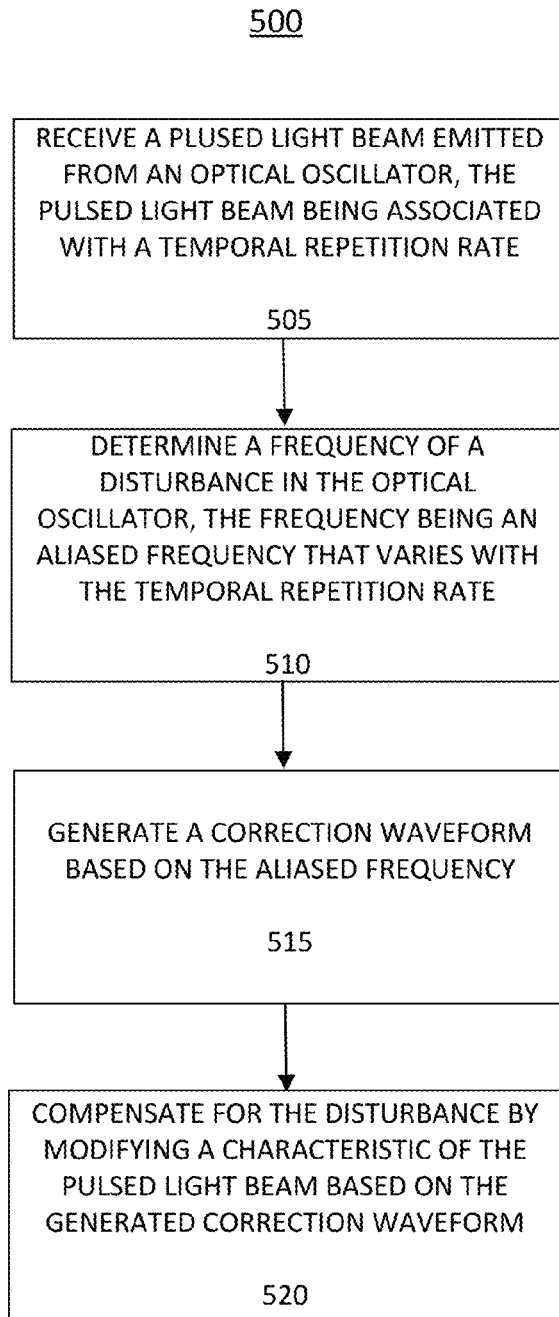 500
RECEIVE A PLUSED LIGHT BEAM EMITTED
FROM AN OPTICAL OSCILLATOR, THE
PULSED LIGHT BEAM BEING ASSOCIATED
WITH A TEMPORAL REPETITION RATE
505
DETERMINE A FREQUENCY OF A
DISTURBANCE IN THE OPTICAL
OSCILLATOR, THE FREQUENCY BEING AN
ALIASED FREQUENCY THAT VARIES WITH
THE TEMPORAL REPETITION RATE
510
GENERATE A CORRECTION WAVEFORM
BASED ON THE ALIASED FREQUENCY
515
COMPENSATE FOR THE DISTURBANCE BY
MODIFYING A CHARACTERISTIC OF THE
PULSED LIGHT BEAM BASED ON THE
GENERATED CORRECTION WAVEFORM
520